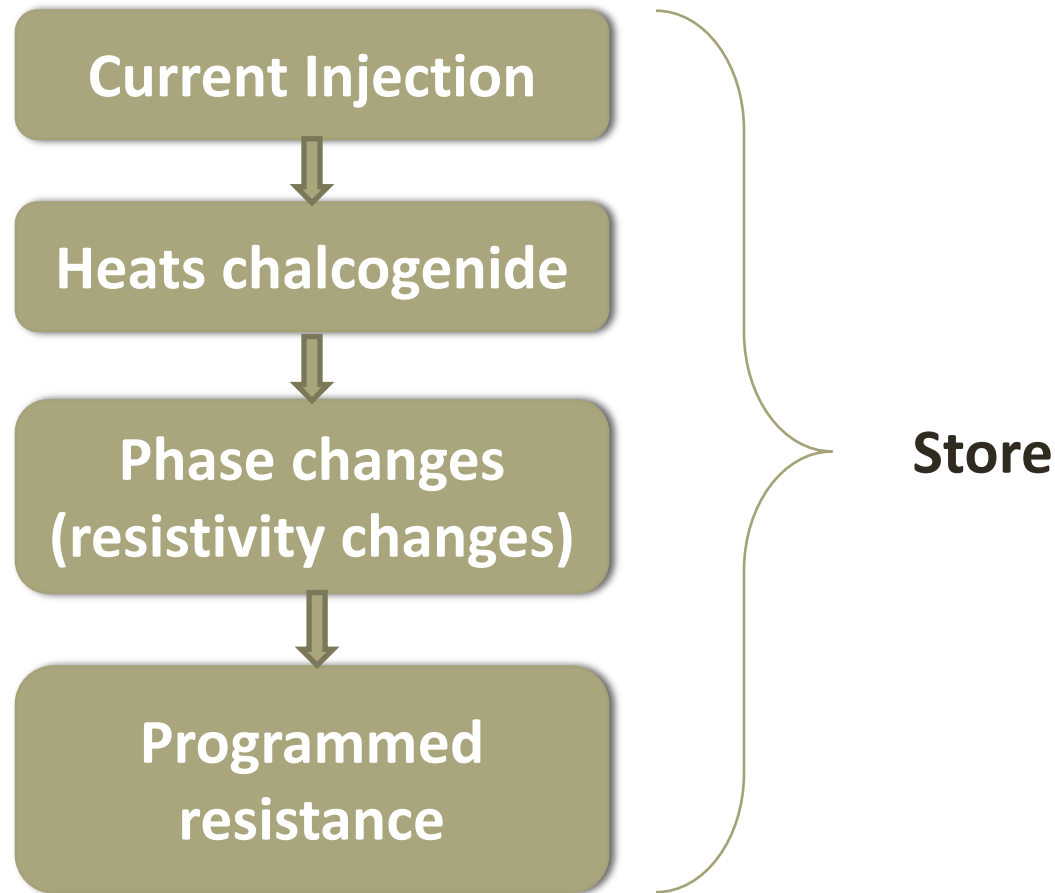 Current Injection
Heats chalcogenide
Phase changes
(resistivity changes)
Store
Programmed
resistance